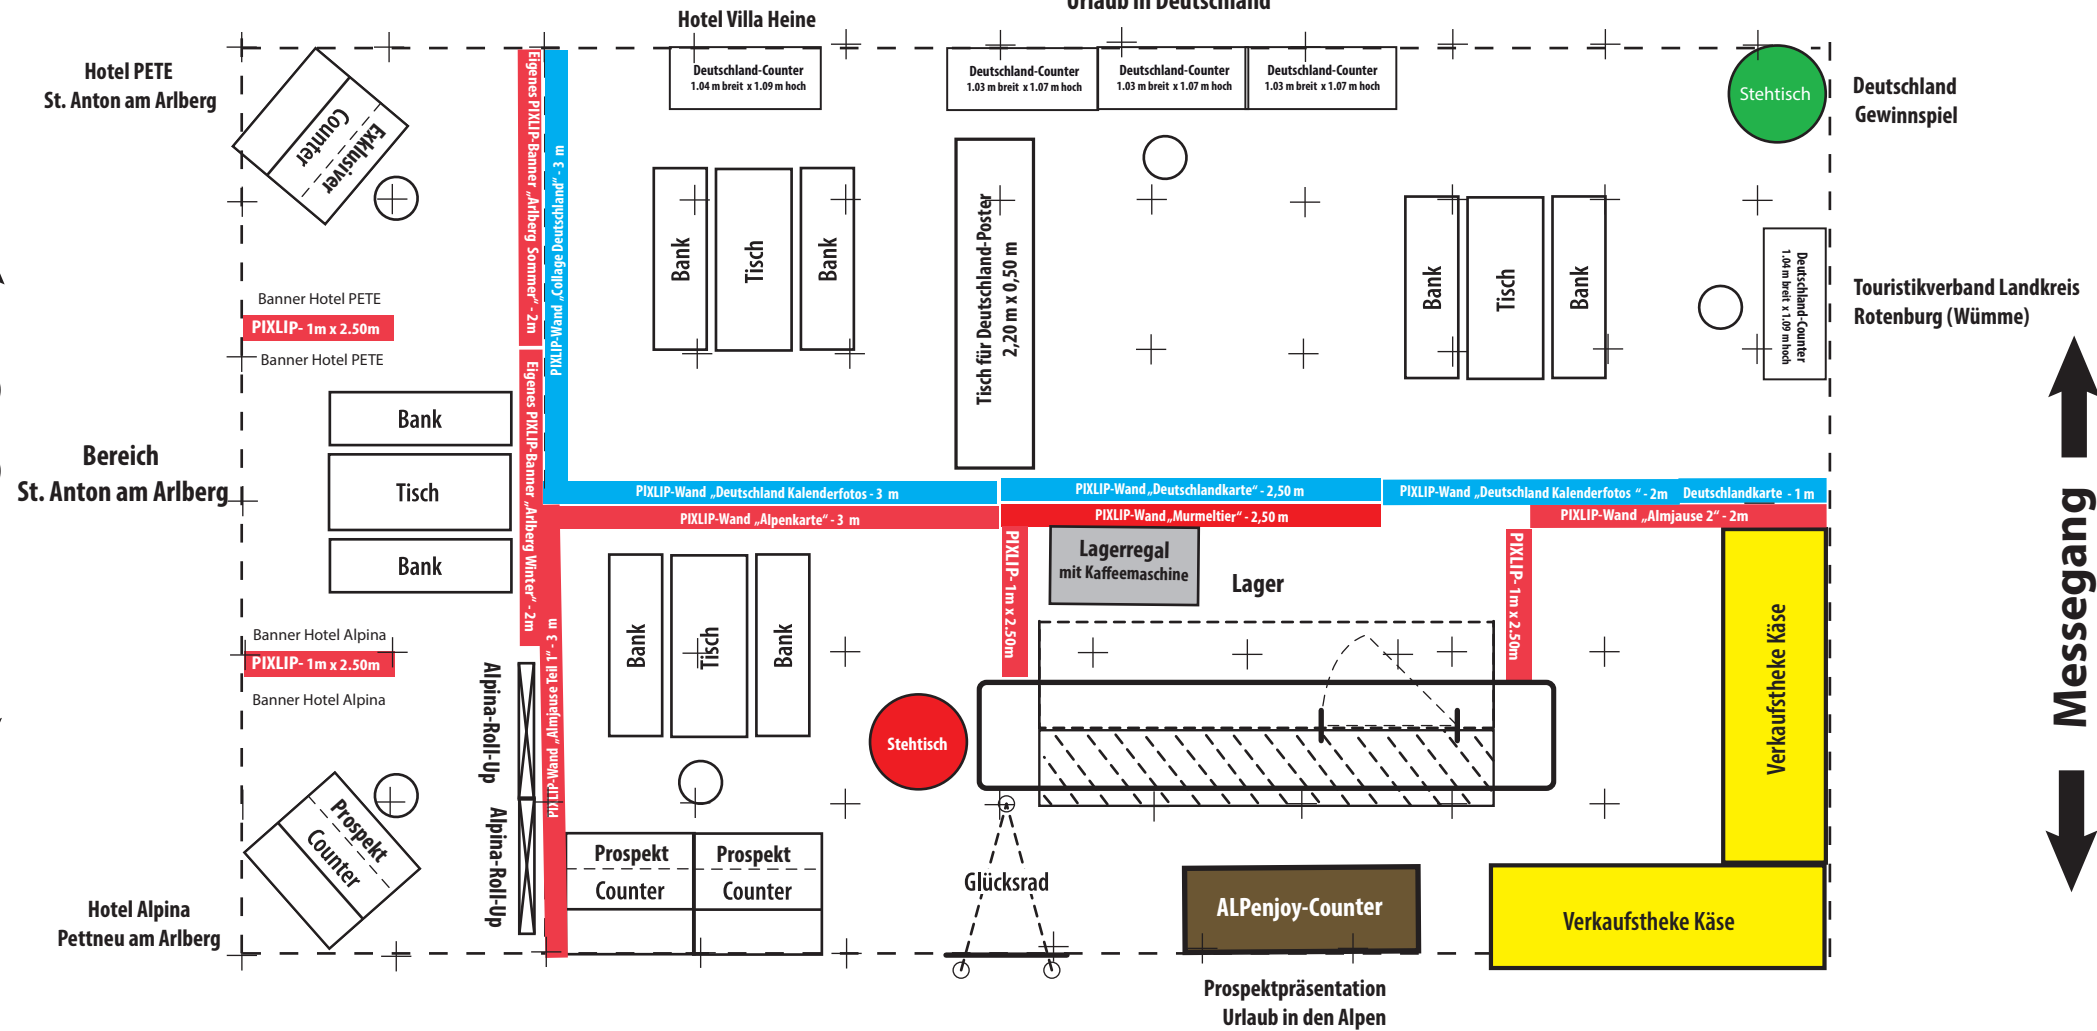 Urlaub in Deutschland
Hotel Villa Heine
Hotel PETE
St. Anton am Arlberg
Exklusiver
Counter
Eigenes PIXLIP-Banner „Arlberg Sommer“ - 2m
PIXLIP-Wand „Collage Deutschland“ - 3 m
Deutschland-Counter
1.04 m breit x 1.09 m hoch
Deutschland-Counter
1.03 m breit x 1.07 m hoch
Deutschland-Counter
1.03 m breit x 1.07 m hoch
Deutschland-Counter
1.03 m breit x 1.07 m hoch
Stehtisch
Deutschland
Gewinnspiel
Bank
Tisch
Bank
Tisch für Deutschland-Poster
2,20 m x 0,50 m
Bank
Tisch
Bank
Deutschland-Counter
1.04 m breit x 1.09 m hoch
Touristikverband Landkreis
Rotenburg (Wümme)
Banner Hotel PETE
PIXLIP- 1m x 2.50m
Banner Hotel PETE
Eigenes PIXLIP-Banner „Arlberg Winter“ - 2m
Bank
Tisch
Bank
Bereich
St. Anton am Arlberg
PIXLIP-Wand „Deutschland Kalenderfotos - 3 m
PIXLIP-Wand „Deutschlandkarte“ - 2,50 m
PIXLIP-Wand „Deutschland Kalenderfotos “ - 2m
Deutschlandkarte - 1 m
PIXLIP-Wand „Alpenkarte“ - 3 m
PIXLIP-Wand „Murmeltier“ - 2,50 m
PIXLIP-Wand „Almjause 2“ - 2m
Messegang
PIXLIP- 1m x 2.50m
Lagerregal
mit Kaffeemaschine
Lager
PIXLIP- 1m x 2.50m
Verkaufstheke Käse
Banner Hotel Alpina
PIXLIP- 1m x 2.50m
Banner Hotel Alpina
Alpina-Roll-Up
Alpina-Roll-Up
PIXLIP-Wand „Almjause Teil 1“ - 3 m
Bank
Tisch
Bank
Stehtisch
Prospekt
Counter
Prospekt
Counter
Prospekt
Counter
Glücksrad
ALPenjoy-Counter
Verkaufstheke Käse
Hotel Alpina
Pettneu am Arlberg
Prospektpräsentation
Urlaub in den Alpen